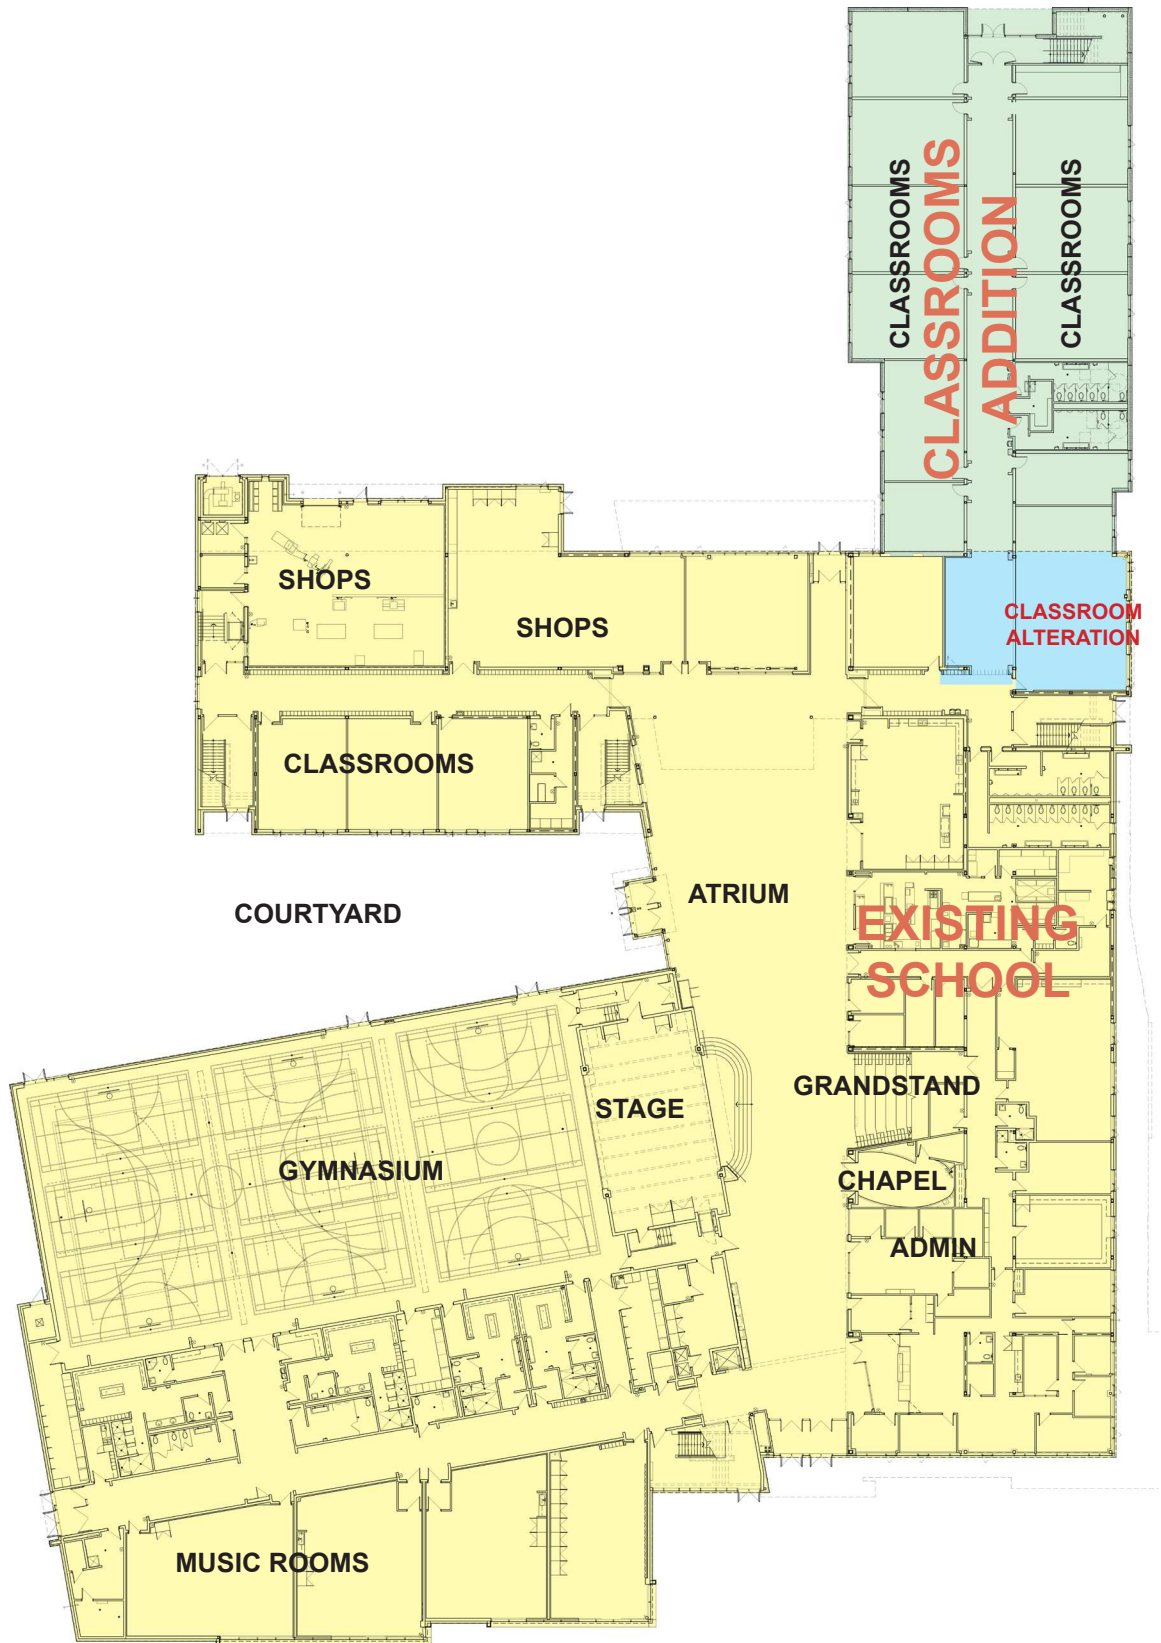 CLASSROOMS
CLASSROOMS
ADDITION
CLASSROOMS
SHOPS
SHOPS
CLASSROOM
ALTERATION
CLASSROOMS
COURTYARD
ATRIUM
EXISTING
SCHOOL
GRANDSTAND
STAGE
GYMNASIUM
CHAPEL
ADMIN
MUSIC ROOMS